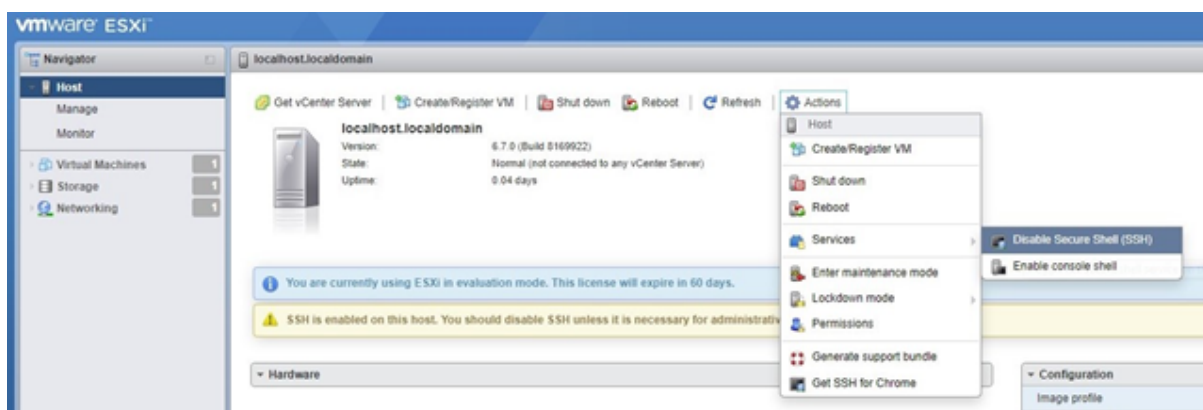 vmware ESXi™
Navigator
localhost.localdomain
Host
Manage
Monitor
Virtual Machines 1
Storage 1
Networking 1
Get vCenter Server | Create/Register VM | Shut down Reboot | Refresh | Actions
localhost.localdomain
Version: 6.7.0 (Build 8169922)
State: Normal (not connected to any vCenter Server)
Uptime: 0.04 days
Host
Create/Register VM
Shut down
Reboot
Services
Disable Secure Shell (SSH)
Enable console shell
Enter maintenance mode
Lockdown mode
Permissions
Generate support bundle
Get SSH for Chrome
You are currently using ESXi in evaluation mode. This license will expire in 60 days.
SSH is enabled on this host. You should disable SSH unless it is necessary for administrativ
Hardware
Configuration
Image profile